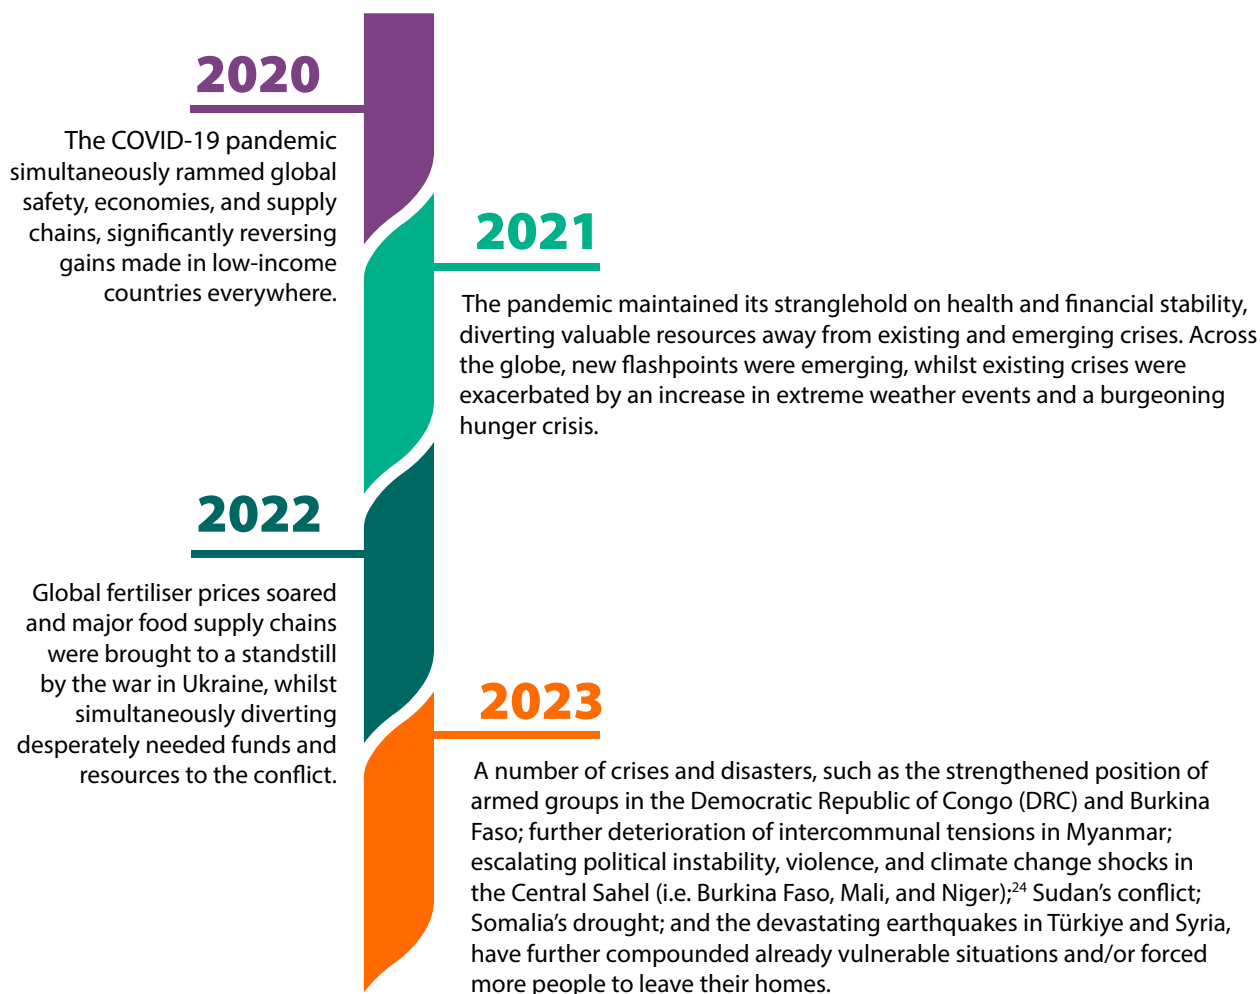 2020
The COVID-19 pandemic
simultaneously rammed global
safety, economies, and supply
chains, significantly reversing
gains made in low-income
countries everywhere.
2021
The pandemic maintained its stranglehold on health and financial stability,
diverting valuable resources away from existing and emerging crises. Across
the globe, new flashpoints were emerging, whilst existing crises were
exacerbated by an increase in extreme weather events and a burgeoning
hunger crisis.
2022
Global fertiliser prices soared
and major food supply chains
were brought to a standstill
by the war in Ukraine, whilst
simultaneously diverting
desperately needed funds and
resources to the conflict.
2023
A number of crises and disasters, such as the strengthened position of
armed groups in the Democratic Republic of Congo (DRC) and Burkina
Faso; further deterioration of intercommunal tensions in Myanmar;
escalating political instability, violence, and climate change shocks in
the Central Sahel (i.e. Burkina Faso, Mali, and Niger);²⁴ Sudan’s conflict;
Somalia’s drought; and the devastating earthquakes in Türkiye and Syria,
have further compounded already vulnerable situations and/or forced
more people to leave their homes.